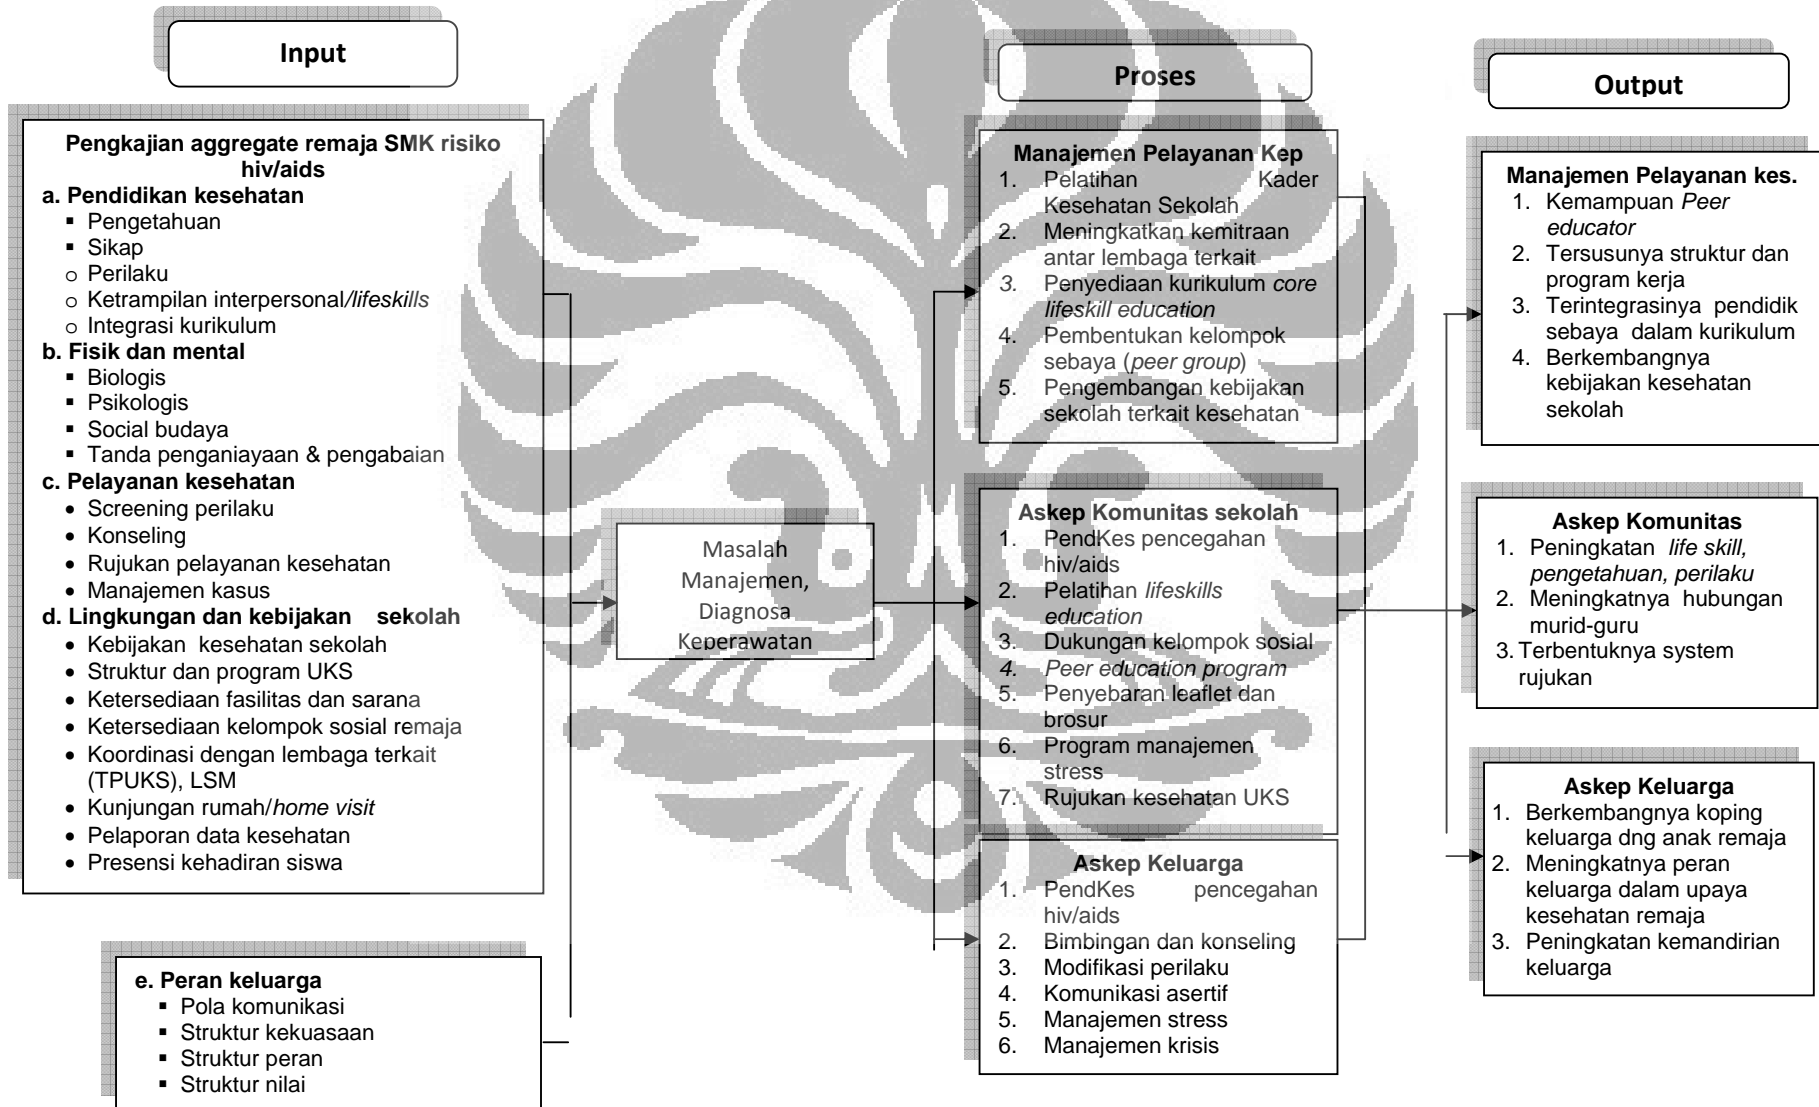 Input
Pengkajian aggregate remaja SMK risiko
hiv/aids
a. Pendidikan kesehatan
▪ Pengetahuan
▪ Sikap
o Perilaku
o Ketrampilan interpersonal/lifeskills
o Integrasi kurikulum
b. Fisik dan mental
▪ Biologis
▪ Psikologis
▪ Social budaya
▪ Tanda penganiayaan & pengabaian
c. Pelayanan kesehatan
• Screening perilaku
• Konseling
• Rujukan pelayanan kesehatan
• Manajemen kasus
d. Lingkungan dan kebijakan sekolah
• Kebijakan kesehatan sekolah
• Struktur dan program UKS
• Ketersediaan fasilitas dan sarana
• Ketersediaan kelompok sosial remaja
• Koordinasi dengan lembaga terkait
(TPUKS), LSM
• Kunjungan rumah/home visit
• Pelaporan data kesehatan
• Presensi kehadiran siswa
e. Peran keluarga
▪ Pola komunikasi
▪ Struktur kekuasaan
▪ Struktur peran
▪ Struktur nilai
Masalah
Manajemen,
Diagnosa
Keperawatan
Proses
Manajemen Pelayanan Kep
1. Pelatihan Kader
Kesehatan Sekolah
2. Meningkatkan kemitraan
antar lembaga terkait
3. Penyediaan kurikulum core
lifeskill education
4. Pembentukan kelompok
sebaya (peer group)
5. Pengembangan kebijakan
sekolah terkait kesehatan
Askep Komunitas sekolah
1. PendKes pencegahan
hiv/aids
2. Pelatihan lifeskills
education
3. Dukungan kelompok sosial
4. Peer education program
5. Penyebaran leaflet dan
brosur
6. Program manajemen
stress
7. Rujukan kesehatan UKS
Askep Keluarga
1. PendKes pencegahan
hiv/aids
2. Bimbingan dan konseling
3. Modifikasi perilaku
4. Komunikasi asertif
5. Manajemen stress
6. Manajemen krisis
Output
Manajemen Pelayanan kes.
1. Kemampuan Peer
educator
2. Tersusunya struktur dan
program kerja
3. Terintegrasinya pendidik
sebaya dalam kurikulum
4. Berkembangnya
kebijakan kesehatan
sekolah
Askep Komunitas
1. Peningkatan life skill,
pengetahuan, perilaku
2. Meningkatnya hubungan
murid-guru
3. Terbentuknya system
rujukan
Askep Keluarga
1. Berkembangnya koping
keluarga dng anak remaja
2. Meningkatnya peran
keluarga dalam upaya
kesehatan remaja
3. Peningkatan kemandirian
keluarga